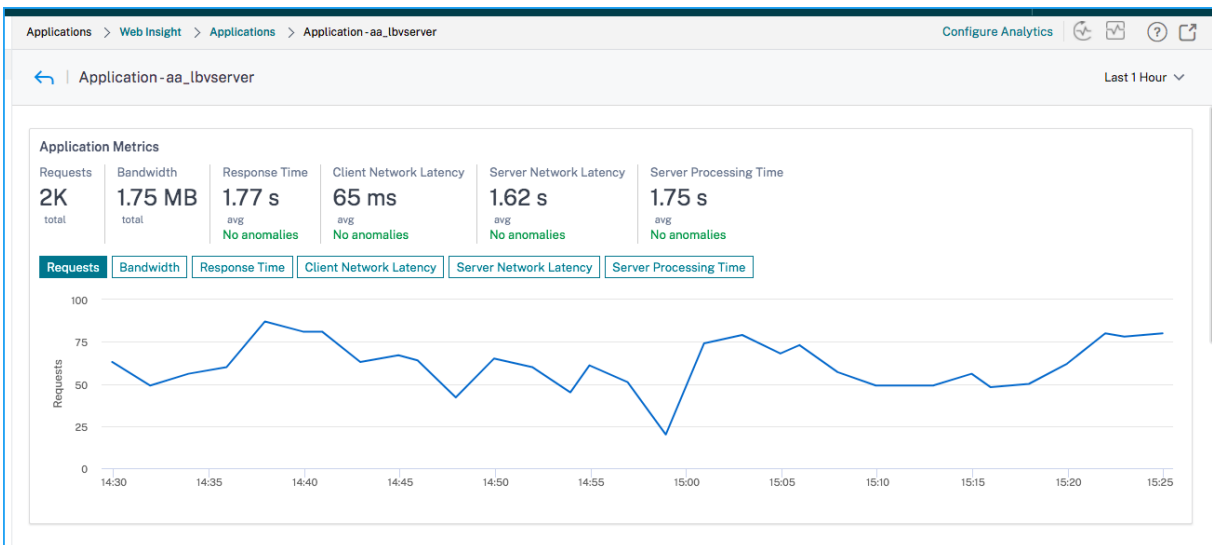 Applications > Web Insight > Applications > Application - aa_lbvserver
Configure Analytics
Application - aa_lbvserver
Last 1 Hour
Application Metrics
Requests Bandwidth Response Time Client Network Latency Server Network Latency Server Processing Time
2K 1.75 MB 1.77 s 65 ms 1.62 s 1.75 s
total total avg avg avg avg
No anomalies No anomalies No anomalies No anomalies
Requests Bandwidth Response Time Client Network Latency Server Network Latency Server Processing Time
100
75
50
25
0
Requests
14:30 14:35 14:40 14:45 14:50 14:55 15:00 15:05 15:10 15:15 15:20 15:25